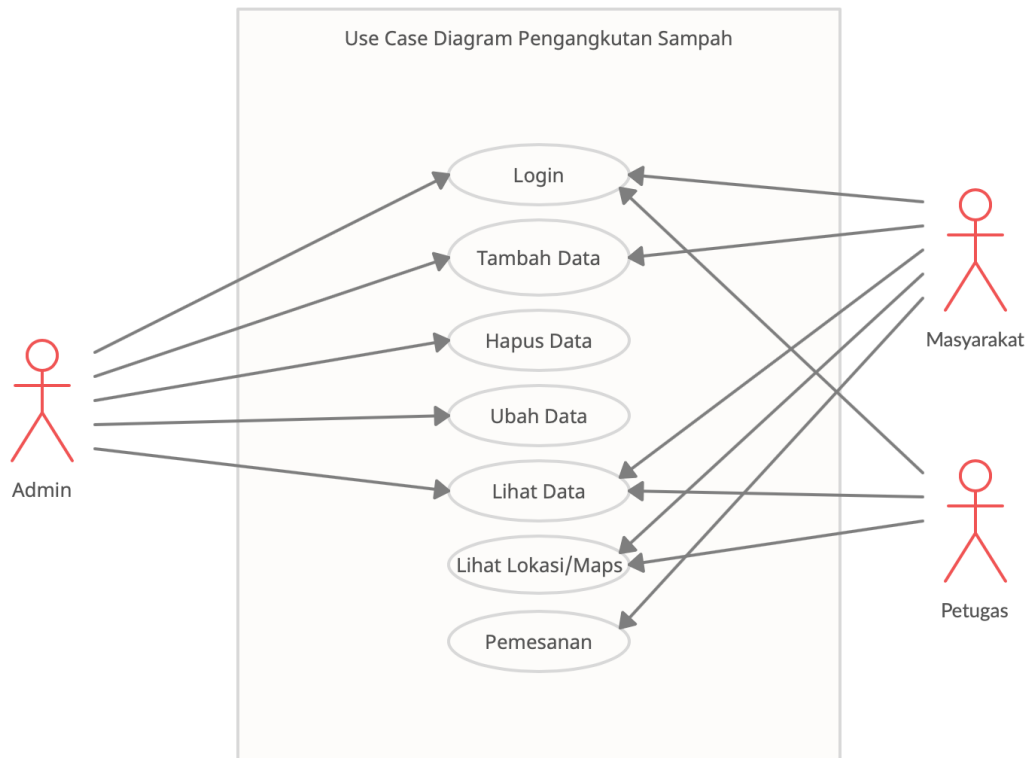 Use Case Diagram Pengangkutan Sampah
Login
Tambah Data
Hapus Data
Ubah Data
Lihat Data
Lihat Lokasi/Maps
Pemesanan
Admin
Masyarakat
Petugas